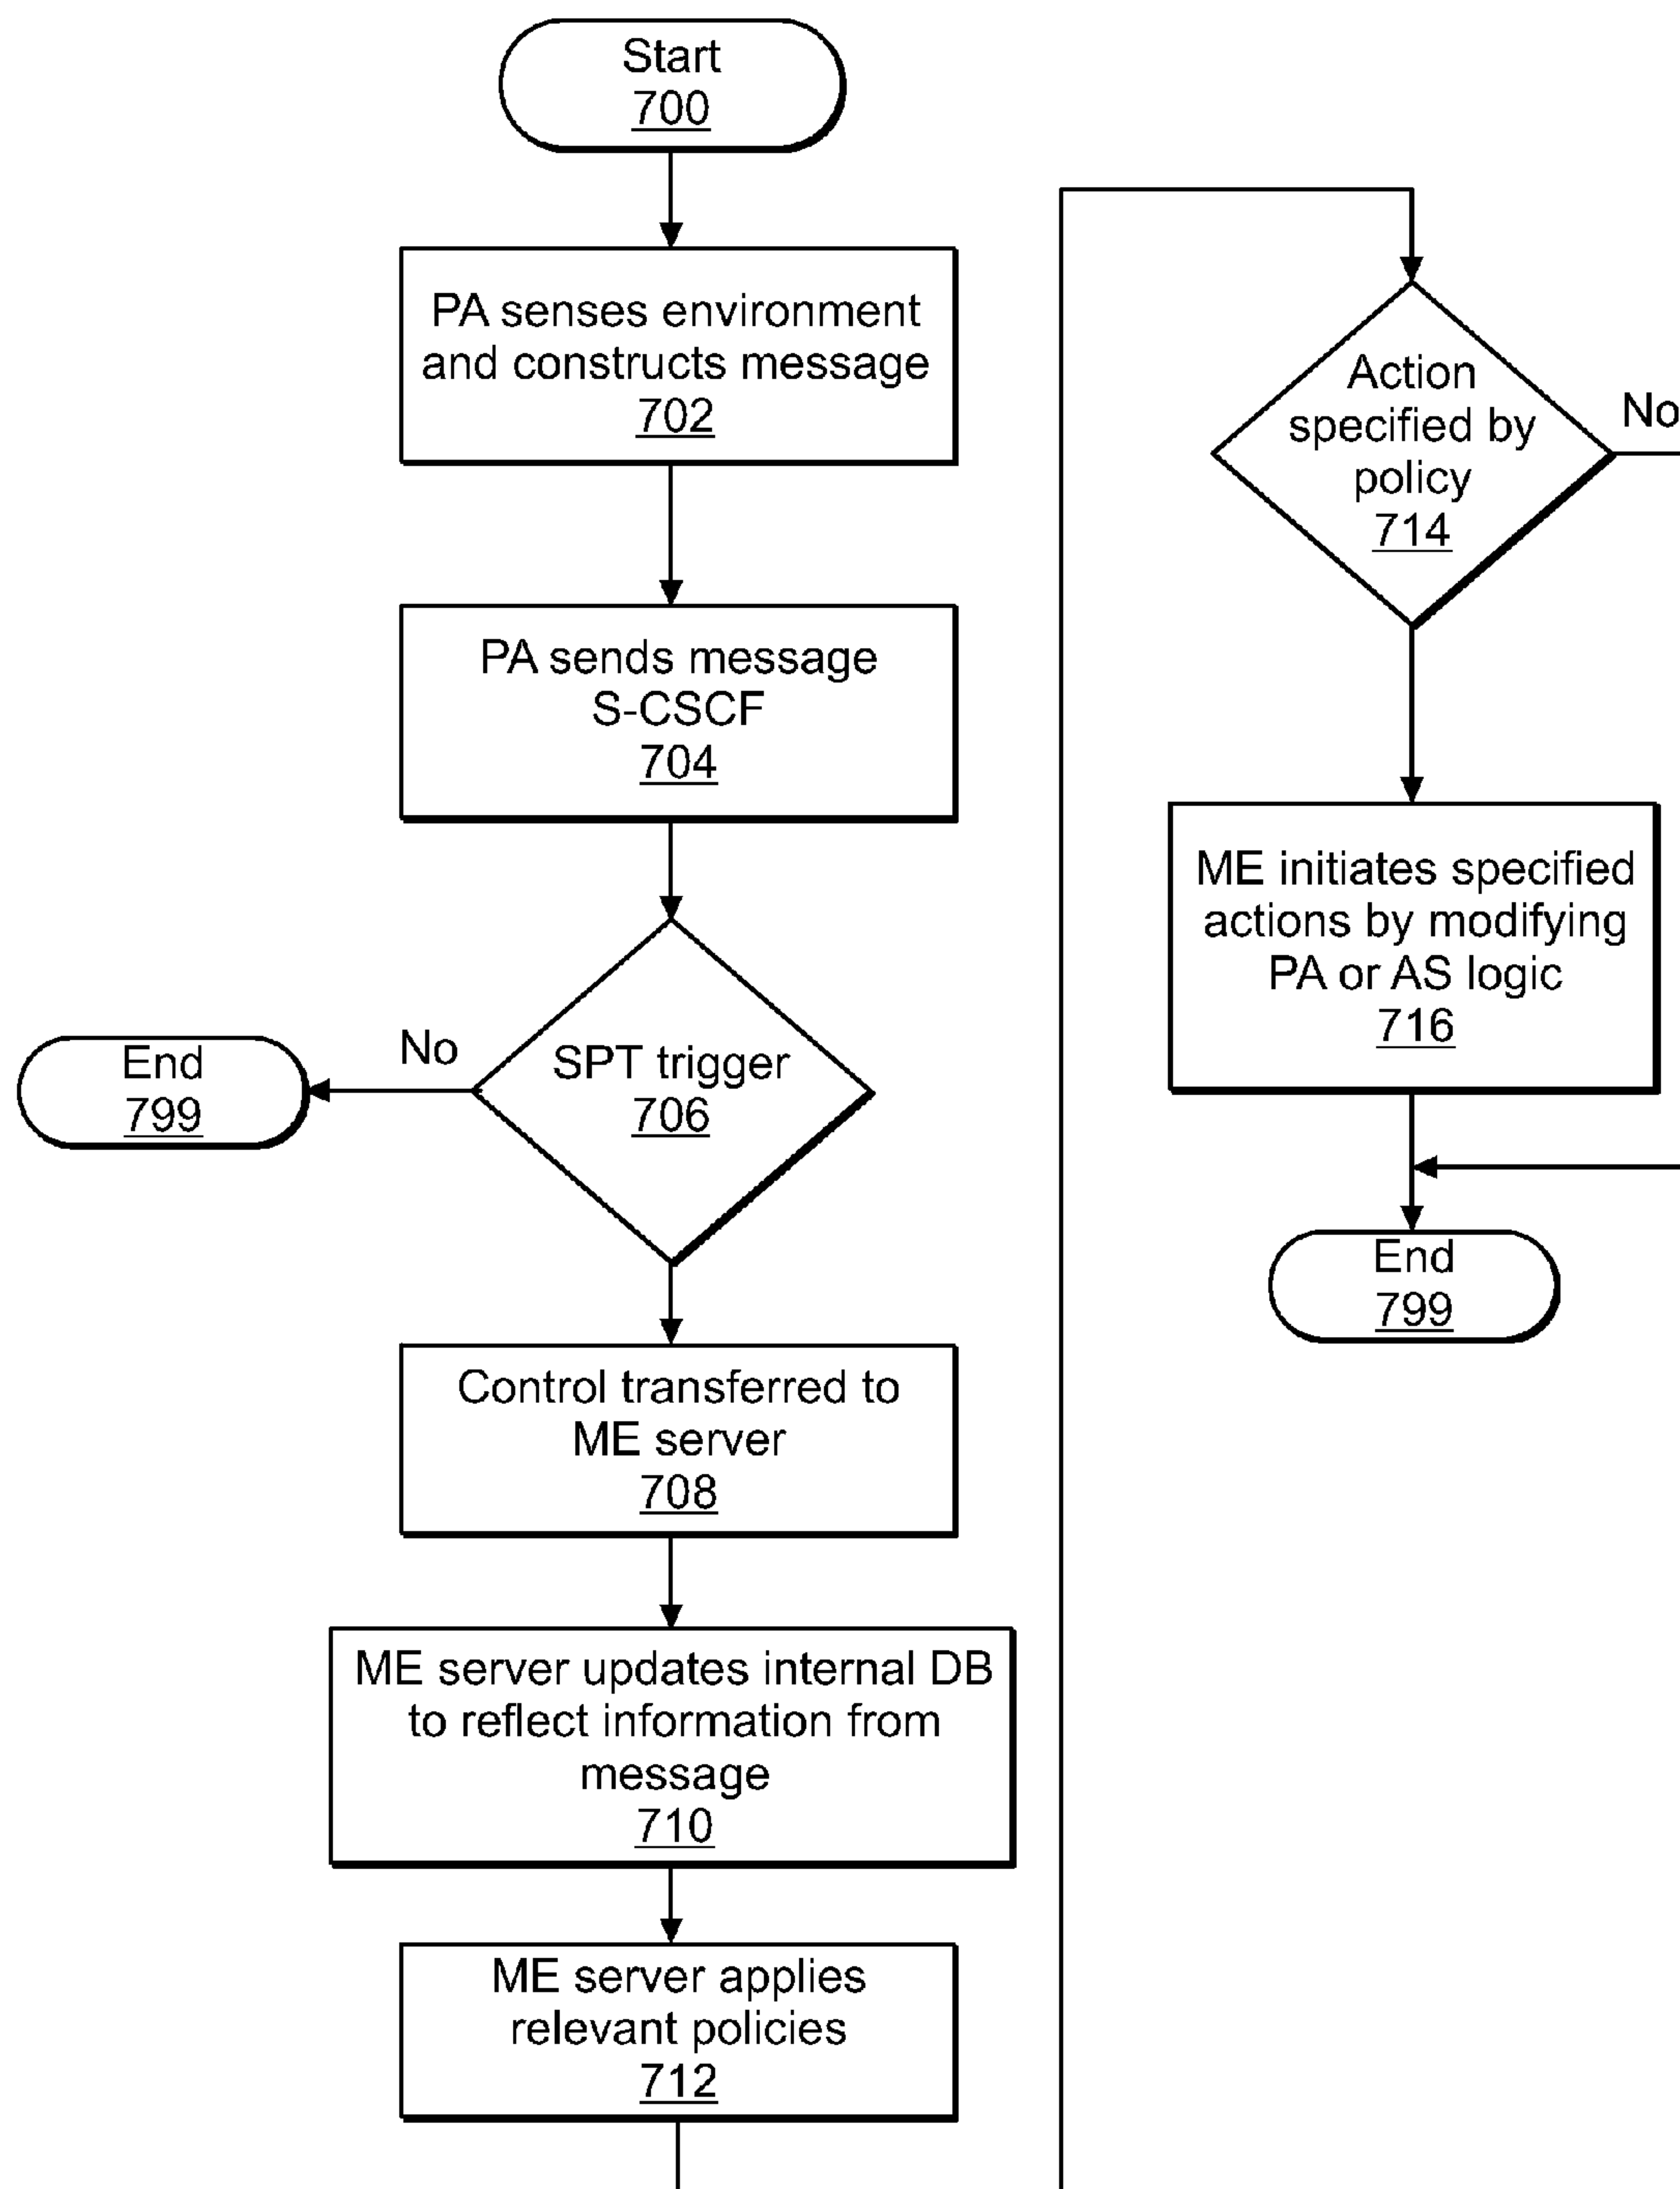 Start
700
PA senses environment
and constructs message
702
PA sends message
S-CSCF
704
No
SPT trigger
706
End
799
Control transferred to
ME server
708
ME server updates internal DB
to reflect information from
message
710
ME server applies
relevant policies
712
Action
specified by
policy
714
No
ME initiates specified
actions by modifying
PA or AS logic
716
End
799